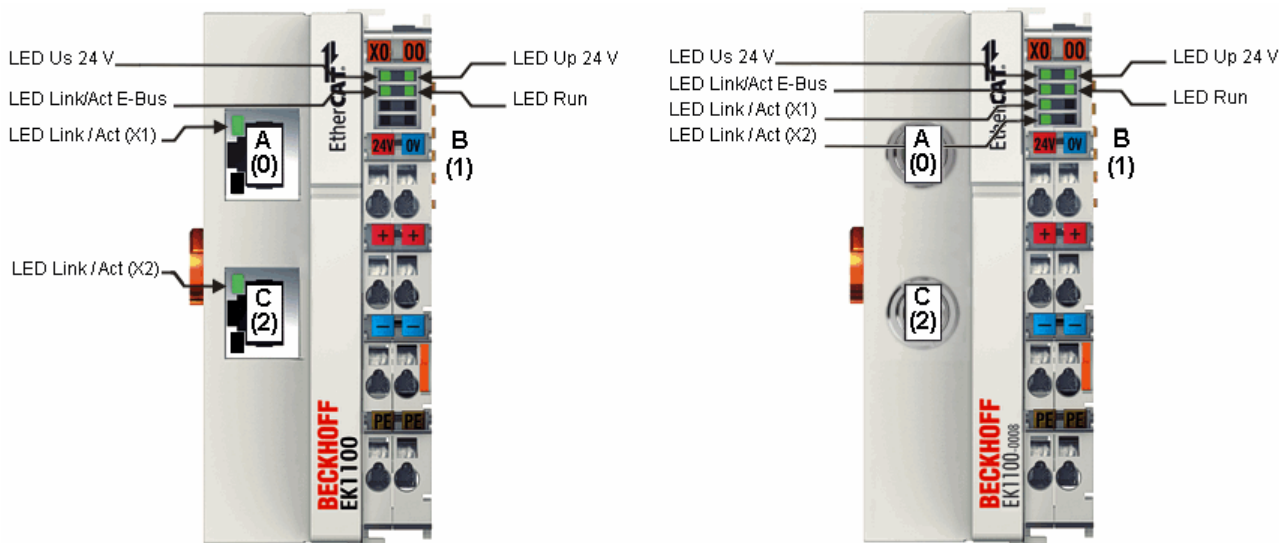 LED Us 24 V
LED Link/Act E-Bus
LED Link / Act (X1)
LED Link / Act (X2)
A
(0)
C
(2)
EtherCAT®
BECKHOFF
EK1100
X0 00
24V 0V
+ +
− −
PE PE
LED Up 24 V
LED Run
B
(1)
LED Us 24 V
LED Link/Act E-Bus
LED Link / Act (X1)
LED Link / Act (X2)
A
(0)
C
(2)
EtherCAT®
BECKHOFF
EK1100-0008
X0 00
24V 0V
+ +
− −
PE PE
LED Up 24 V
LED Run
B
(1)